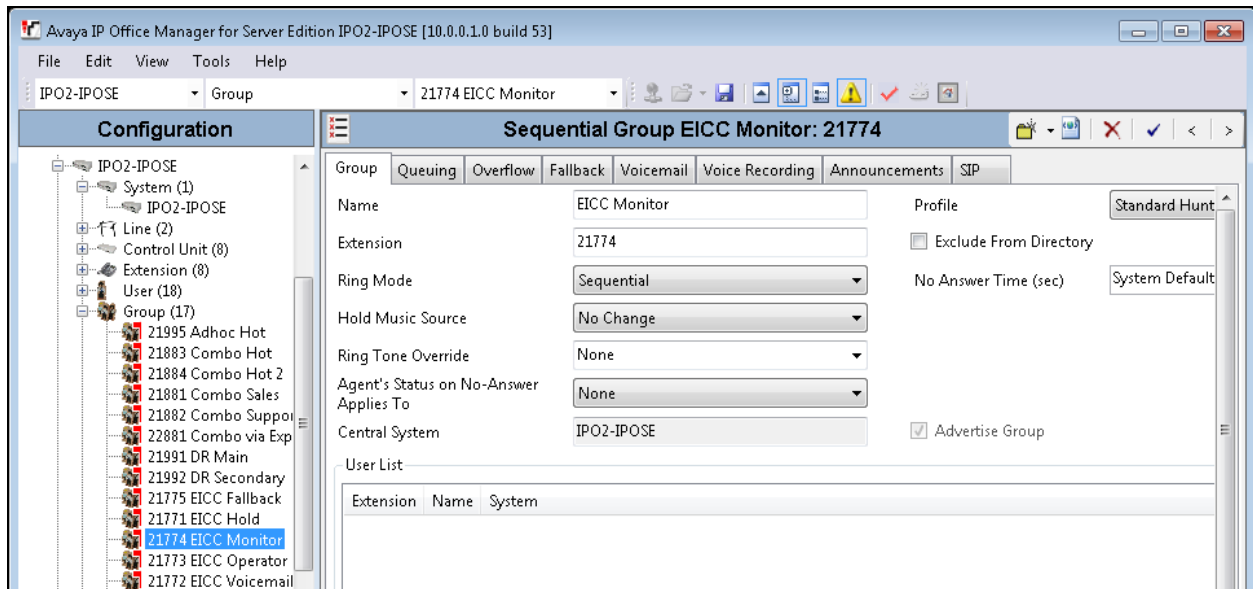 Avaya IP Office Manager for Server Edition IPO2-IPOSE [10.0.0.1.0 build 53]
File Edit View Tools Help
IPO2-IPOSE Group 21774 EICC Monitor
Configuration
IPO2-IPOSE
System (1)
IPO2-IPOSE
Line (2)
Control Unit (8)
Extension (8)
User (18)
Group (17)
21995 Adhoc Hot
21883 Combo Hot
21884 Combo Hot 2
21881 Combo Sales
21882 Combo Suppor
22881 Combo via Exp
21991 DR Main
21992 DR Secondary
21775 EICC Fallback
21771 EICC Hold
21774 EICC Monitor
21773 EICC Operator
21772 EICC Voicemail
Sequential Group EICC Monitor: 21774
Group Queuing Overflow Fallback Voicemail Voice Recording Announcements SIP
Name EICC Monitor Profile Standard Hunt
Extension 21774 Exclude From Directory
Ring Mode Sequential No Answer Time (sec) System Default
Hold Music Source No Change
Ring Tone Override None
Agent's Status on No-Answer
Applies To None
Central System IPO2-IPOSE Advertise Group
User List
Extension Name System